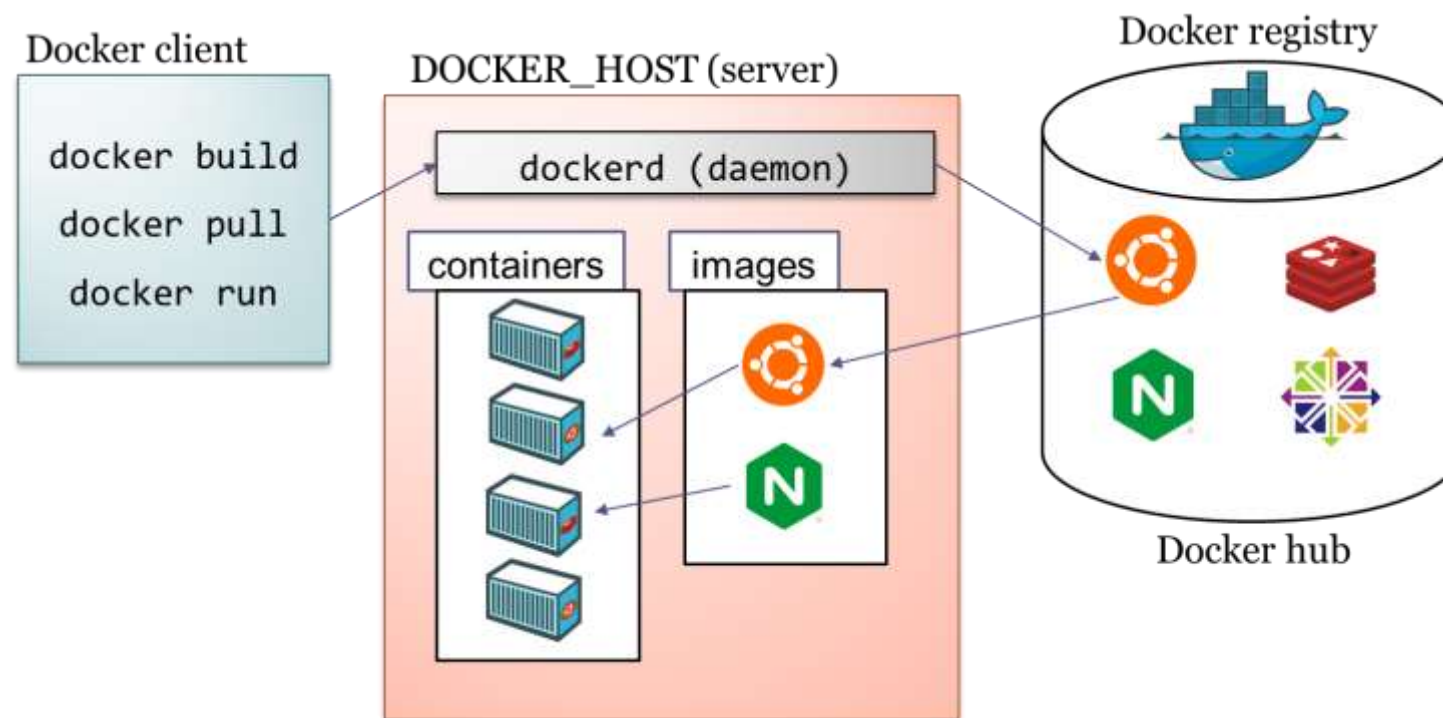 Docker client
docker build
docker pull
docker run
DOCKER_HOST (server)
dockerd (daemon)
containers
images
N
Docker registry
N
Docker hub